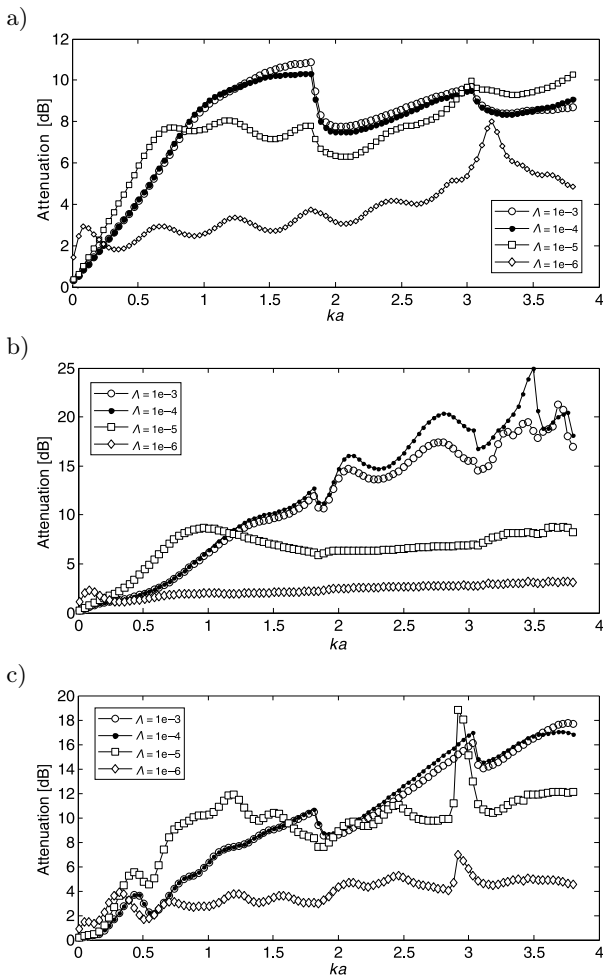 a)
12
10
8
6
4
2
0
Attenuation [dB]
Λ = 1e−3
Λ = 1e−4
Λ = 1e−5
Λ = 1e−6
0 0.5 1 1.5 2 2.5 3 3.5 4
ka
b)
25
20
15
10
5
0
Attenuation [dB]
Λ = 1e−3
Λ = 1e−4
Λ = 1e−5
Λ = 1e−6
0 0.5 1 1.5 2 2.5 3 3.5 4
ka
c)
20
18
16
14
12
10
8
6
4
2
0
Attenuation [dB]
Λ = 1e−3
Λ = 1e−4
Λ = 1e−5
Λ = 1e−6
0 0.5 1 1.5 2 2.5 3 3.5 4
ka